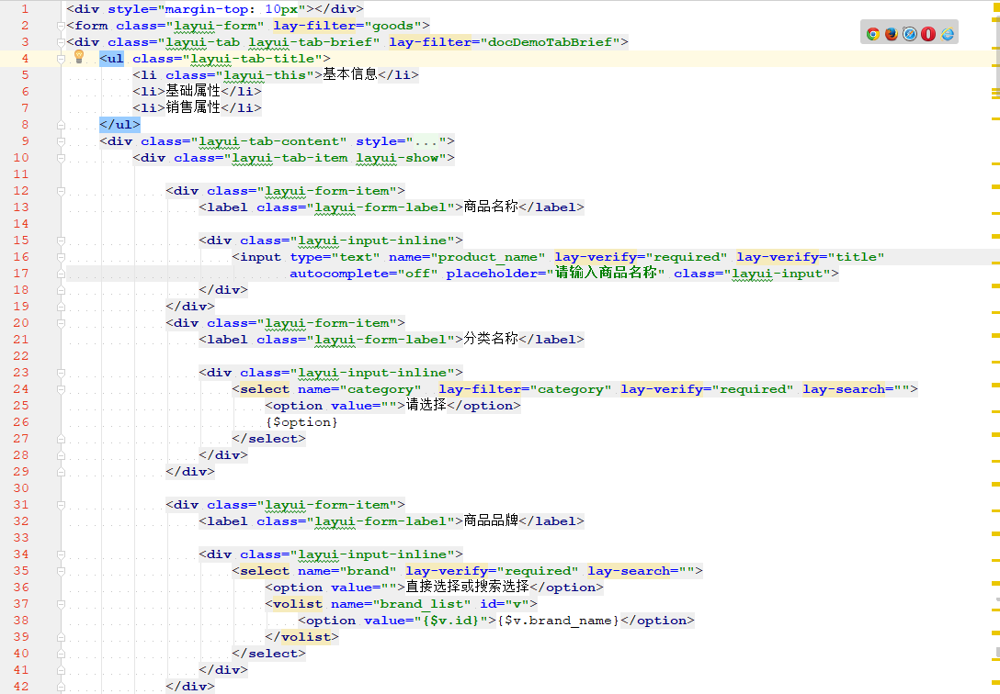 1 <div style="margin-top: 10px"></div>
2 <form class="layui-form" lay-filter="goods">
3 <div class="layui-tab layui-tab-brief" lay-filter="docDemoTabBrief">
4     <ul class="layui-tab-title">
5         <li class="layui-this">基本信息</li>
6         <li>基础属性</li>
7         <li>销售属性</li>
8     </ul>
9     <div class="layui-tab-content" style="...">
10         <div class="layui-tab-item layui-show">
11
12             <div class="layui-form-item">
13                 <label class="layui-form-label">商品名称</label>
14
15                 <div class="layui-input-inline">
16                     <input type="text" name="product_name" lay-verify="required" lay-verify="title"
17                            autocomplete="off" placeholder="请输入商品名称" class="layui-input">
18                 </div>
19             </div>
20             <div class="layui-form-item">
21                 <label class="layui-form-label">分类名称</label>
22
23                 <div class="layui-input-inline">
24                     <select name="category"  lay-filter="category" lay-verify="required" lay-search="">
25                         <option value="">请选择</option>
26                         {$option}
27                     </select>
28                 </div>
29             </div>
30
31             <div class="layui-form-item">
32                 <label class="layui-form-label">商品品牌</label>
33
34                 <div class="layui-input-inline">
35                     <select name="brand" lay-verify="required" lay-search="">
36                         <option value="">直接选择或搜索选择</option>
37                         <volist name="brand_list" id="v">
38                             <option value="{$v.id}">{$v.brand_name}</option>
39                         </volist>
40                     </select>
41                 </div>
42             </div>